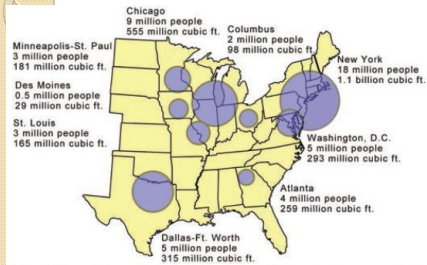 Chicago
9 million people
555 million cubic ft.
Columbus
2 million people
98 million cubic ft.
Minneapolis-St. Paul
3 million people
181 million cubic ft.
New York
18 million people
1.1 billion cubic ft.
Des Moines
0.5 million people
29 million cubic ft.
St. Louis
3 million people
165 million cubic ft.
Washington, D.C.
5 million people
293 million cubic ft.
Atlanta
4 million people
259 million cubic ft.
Dallas-Ft. Worth
5 million people
315 million cubic ft.